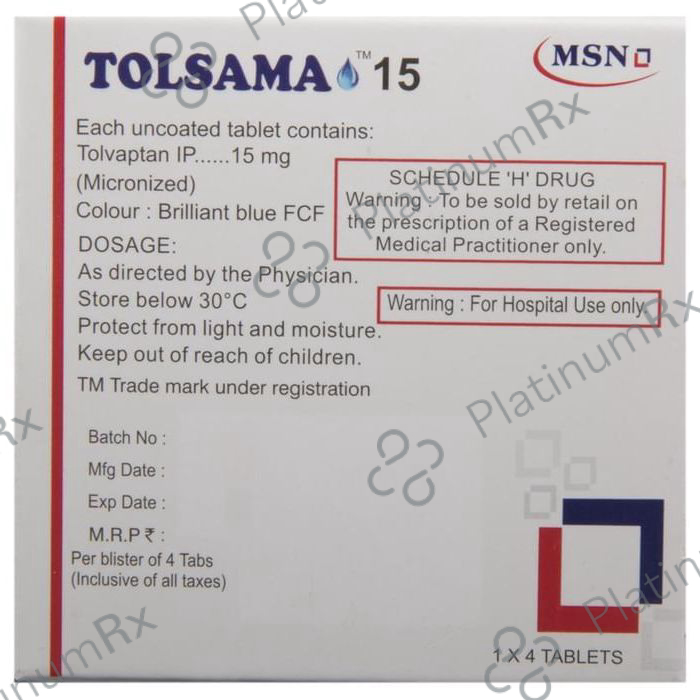 TOLSAMA™ 15
MSN
Each uncoated tablet contains:
Tolvaptan IP......15 mg
(Micronized)
Colour : Brilliant blue FCF
SCHEDULE 'H' DRUG
Warning : To be sold by retail on
the prescription of a Registered
Medical Practitioner only.
DOSAGE:
As directed by the Physician.
Store below 30°C
Protect from light and moisture.
Keep out of reach of children.
Warning : For Hospital Use only.
TM Trade mark under registration
Batch No :
Mfg Date :
Exp Date :
M.R.P ₹ :
Per blister of 4 Tabs
(Inclusive of all taxes)
1 X 4 TABLETS
PlatinumRx
PlatinumRx
PlatinumRx
PlatinumRx